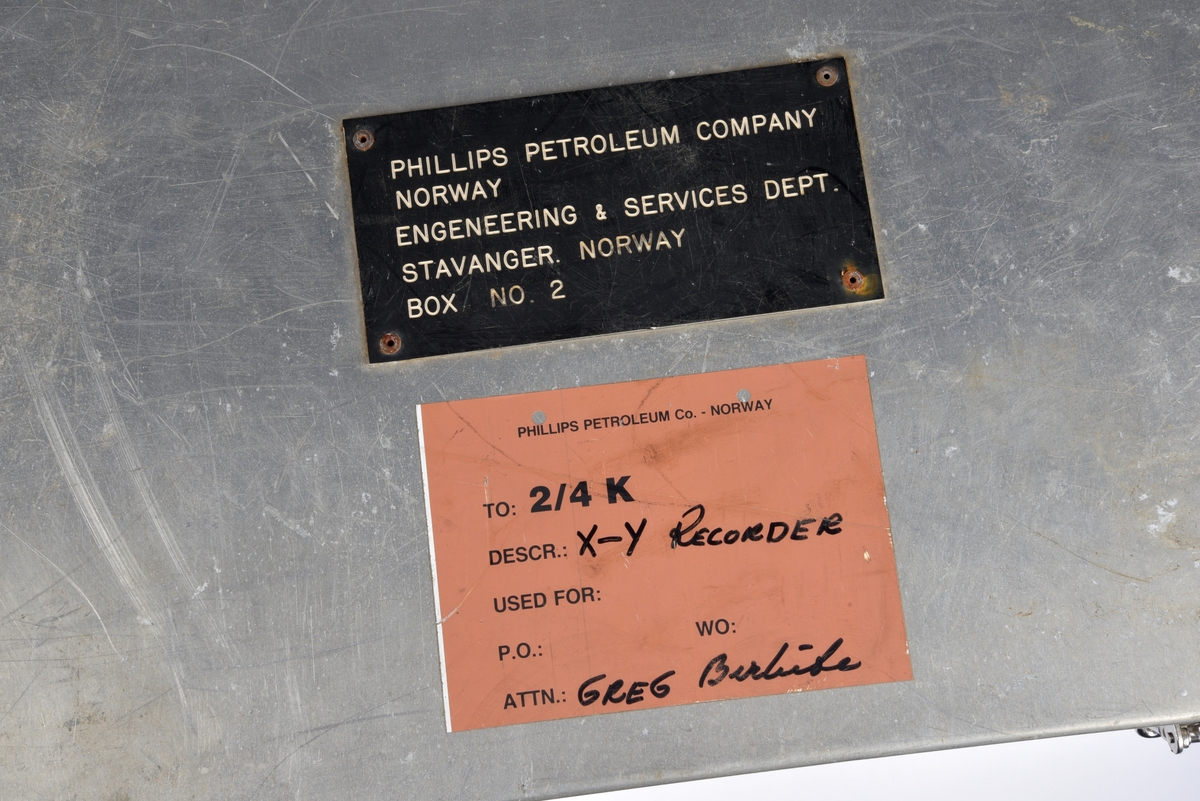 PHILLIPS PETROLEUM COMPANY
NORWAY
ENGENEERING & SERVICES DEPT.
STAVANGER. NORWAY
BOX NO. 2
PHILLIPS PETROLEUM Co. - NORWAY
TO: 2/4 K
DESCR.: X-Y RECORDER
USED FOR:
P.O.: WO:
ATTN.: GREG